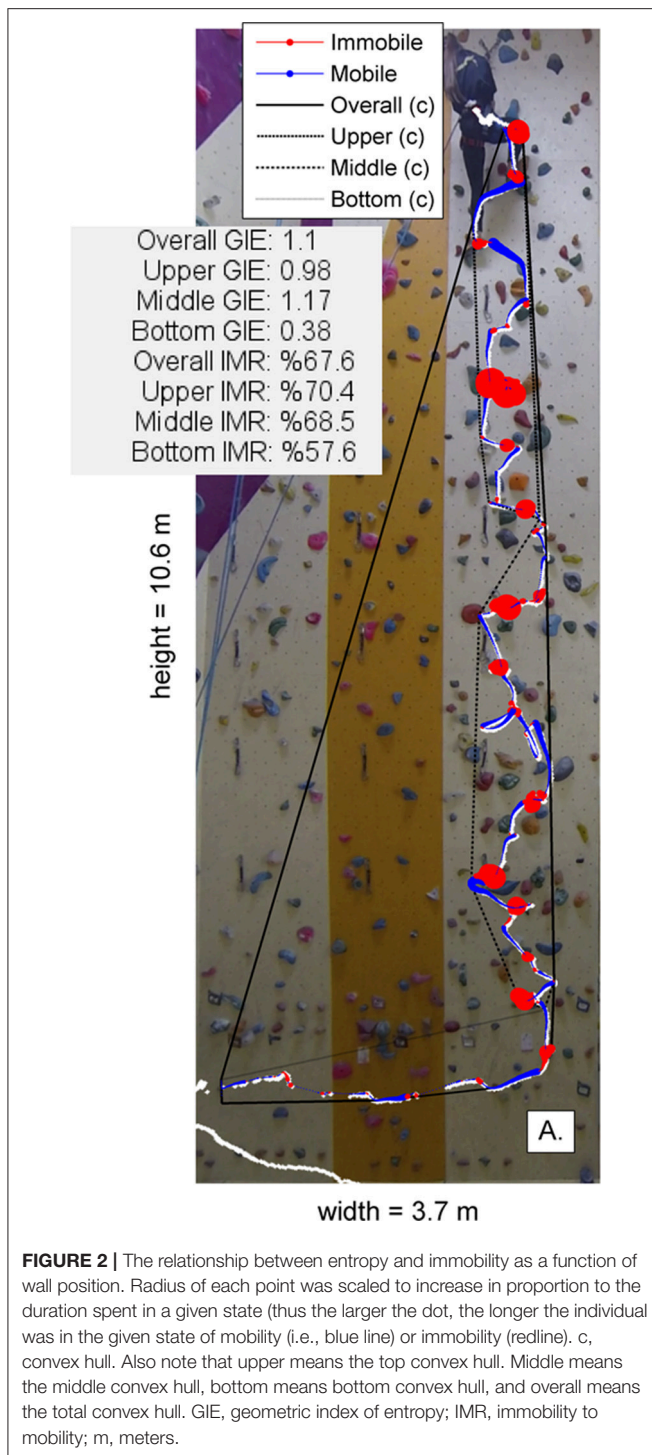 Immobile
Mobile
Overall (c)
Upper (c)
Middle (c)
Bottom (c)
Overall GIE: 1.1
Upper GIE: 0.98
Middle GIE: 1.17
Bottom GIE: 0.38
Overall IMR: %67.6
Upper IMR: %70.4
Middle IMR: %68.5
Bottom IMR: %57.6
height = 10.6 m
A.
width = 3.7 m
FIGURE 2 | The relationship between entropy and immobility as a function of
wall position. Radius of each point was scaled to increase in proportion to the
duration spent in a given state (thus the larger the dot, the longer the individual
was in the given state of mobility (i.e., blue line) or immobility (redline). c,
convex hull. Also note that upper means the top convex hull. Middle means
the middle convex hull, bottom means bottom convex hull, and overall means
the total convex hull. GIE, geometric index of entropy; IMR, immobility to
mobility; m, meters.